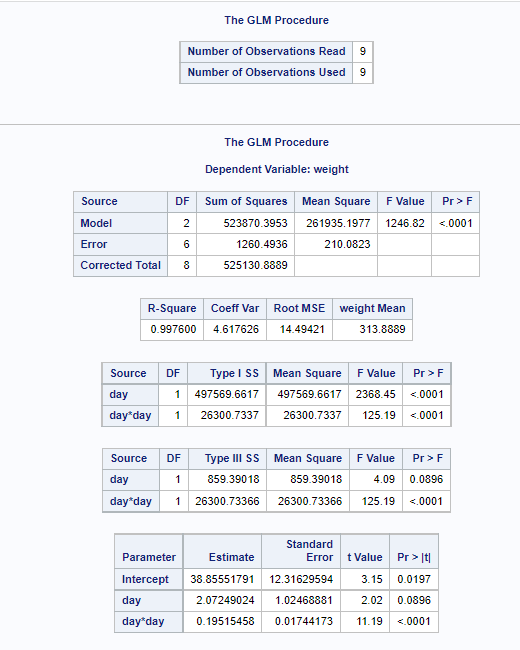 The GLM Procedure
Number of Observations Read 9
Number of Observations Used 9
The GLM Procedure
Dependent Variable: weight
Source DF Sum of Squares Mean Square F Value Pr > F
Model 2 523870.3953 261935.1977 1246.82 <.0001
Error 6 1260.4936 210.0823
Corrected Total 8 525130.8889
R-Square Coeff Var Root MSE weight Mean
0.997600 4.617626 14.49421 313.8889
Source DF Type I SS Mean Square F Value Pr > F
day 1 497569.6617 497569.6617 2368.45 <.0001
day*day 1 26300.7337 26300.7337 125.19 <.0001
Source DF Type III SS Mean Square F Value Pr > F
day 1 859.39018 859.39018 4.09 0.0896
day*day 1 26300.73366 26300.73366 125.19 <.0001
Parameter Estimate Standard Error t Value Pr > |t|
Intercept 38.85551791 12.31629594 3.15 0.0197
day 2.07249024 1.02468881 2.02 0.0896
day*day 0.19515458 0.01744173 11.19 <.0001